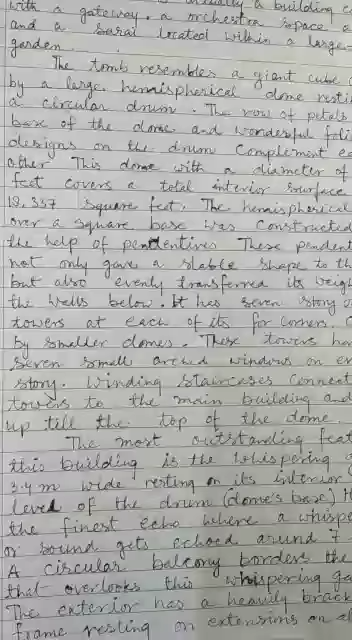 actually a building c
with a gateway, a orchestra space a
and a sarai located within a large
garden.
The tomb resembles a giant cube
by a large hemispherical dome resti
a circular drum. The row of petals
base of the dome and wonderful foli
designs on the drum complement ea
other This dome with a diameter of
feet covers a total interior surface
18,337 square feet. The hemispherical
over a square base was constructed
the help of pendentives These pendent
not only gave a stable shape to th
but also evenly transferred its weigh
the walls below. It has seven story o
towers at each of its for corners. C
by smaller domes. These towers hav
seven small arched windows on ev
story. Winding staircases connect
towers to the main building and
up till the top of the dome.
The most outstanding feat
this building is the whispering g
3.4 m wide resting on its interior
level of the drum (dome's base) H
the finest echo where a whispe
or sound gets echoed around 7
A circular balcony borders the
that overlooks this whispering ga
The exterior has a heavily brack
frame resting on extensions on el